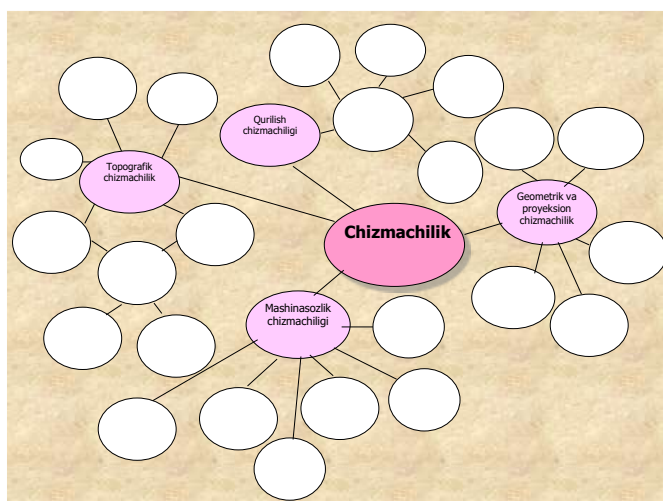 Qurilish
chizmachiligi
Topografik
chizmachilik
Geometrik va
proyeksion
chizmachilik
Chizmachilik
Mashinasozlik
chizmachiligi